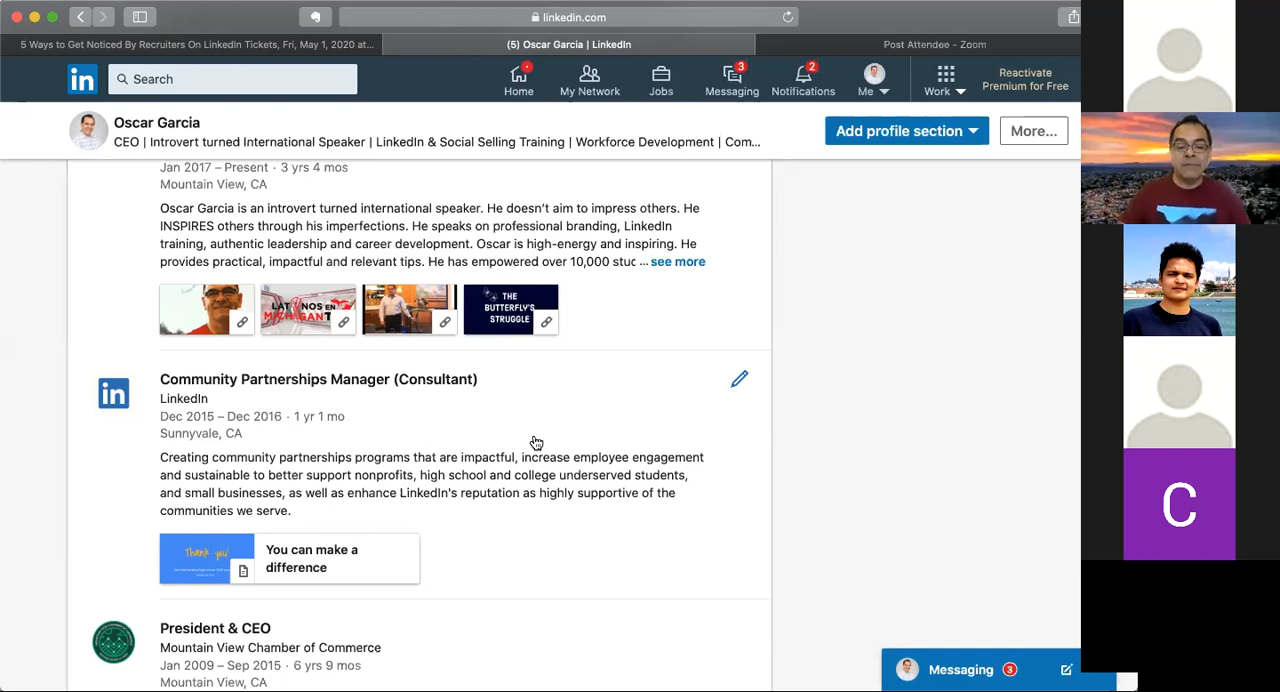 linkedin.com
5 Ways to Get Noticed By Recruiters On LinkedIn Tickets, Fri, May 1, 2020 at...
(5) Oscar Garcia | LinkedIn
Post Attendee - Zoom
in
Search
Home
My Network
Jobs
3
Messaging
2
Notifications
Me
Work
Reactivate
Premium for Free
Oscar Garcia
CEO | Introvert turned International Speaker | LinkedIn & Social Selling Training | Workforce Development | Com...
Add profile section
More...
Jan 2017 – Present · 3 yrs 4 mos
Mountain View, CA
Oscar Garcia is an introvert turned international speaker. He doesn't aim to impress others. He
INSPIRES others through his imperfections. He speaks on professional branding, LinkedIn
training, authentic leadership and career development. Oscar is high-energy and inspiring. He
provides practical, impactful and relevant tips. He has empowered over 10,000 stuc ... see more
THE
BUTTERFLY'S
STRUGGLE
in
Community Partnerships Manager (Consultant)
LinkedIn
Dec 2015 – Dec 2016 · 1 yr 1 mo
Sunnyvale, CA
Creating community partnerships programs that are impactful, increase employee engagement
and sustainable to better support nonprofits, high school and college underserved students,
and small businesses, as well as enhance LinkedIn's reputation as highly supportive of the
communities we serve.
Thank you!
You can make a
difference
President & CEO
Mountain View Chamber of Commerce
Jan 2009 – Sep 2015 · 6 yrs 9 mos
Mountain View, CA
Messaging 3
C